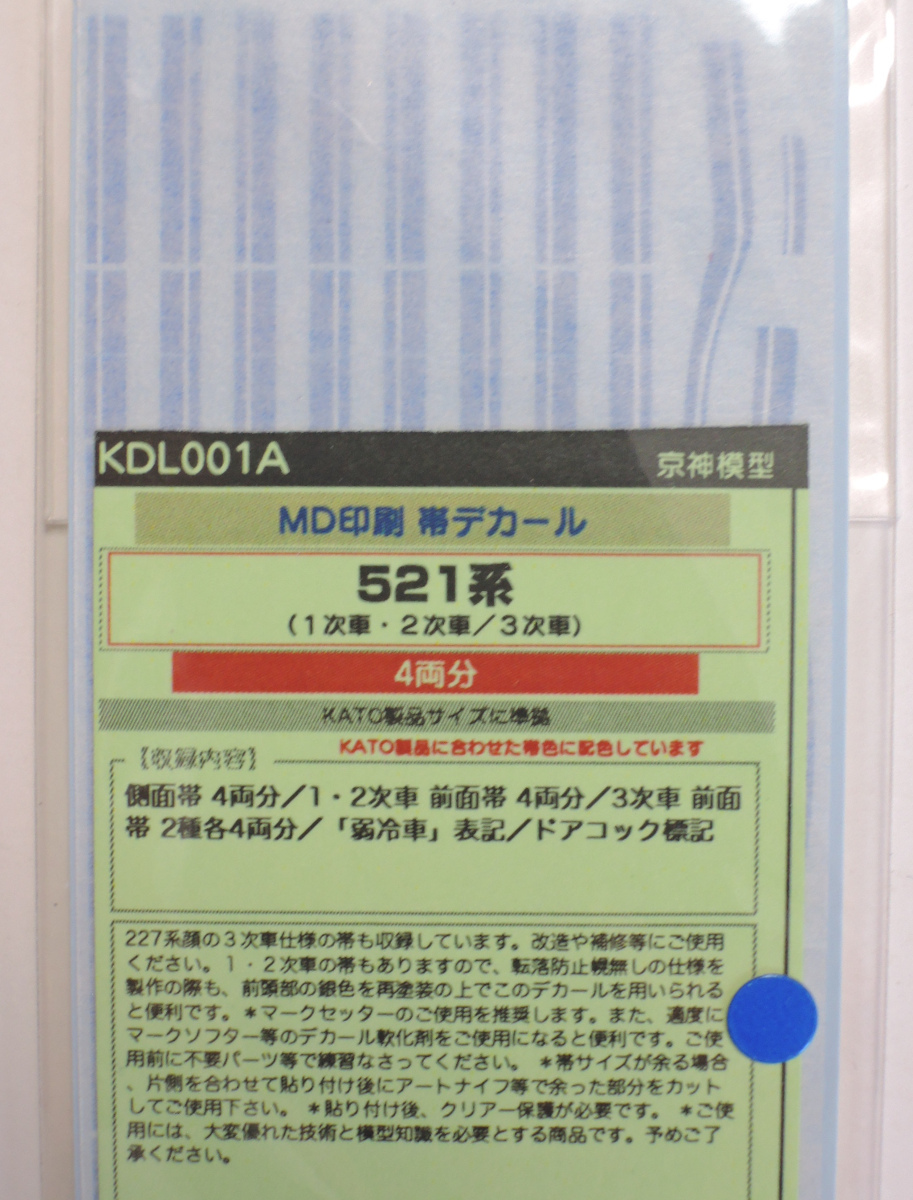 KDL001A
京神模型
MD印刷 帯デカール
521系
(1次車・2次車/3次車)
4両分
KATO製品サイズに準拠
KATO製品に合わせた帯色に配色しています
【収録内容】
側面帯 4両分/1・2次車 前面帯 4両分/3次車 前面
帯 2種各4両分/「弱冷車」表記/ドアコック標記
227系顔の3次車仕様の帯も収録しています。改造や補修等にご使用
ください。1・2次車の帯もありますので、転落防止幌無しの仕様を
製作の際も、前頭部の銀色を再塗装の上でこのデカールを用いられる
と便利です。*マークセッターのご使用を推奨します。また、適度に
マークソフター等のデカール軟化剤をご使用になると便利です。ご使
用前に不要パーツ等で練習なさってください。 *帯サイズが余る場合
、片側を合わせて貼り付け後にアートナイフ等で余った部分をカット
してご使用下さい。 *貼り付け後、クリアー保護が必要です。 *ご使
用には、大変優れた技術と模型知識を必要とする商品です。予めご了
承ください。